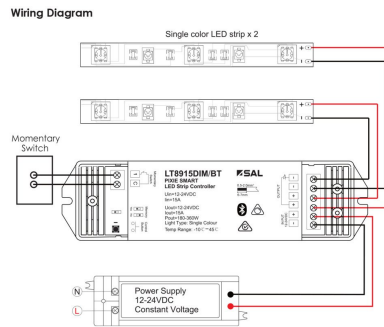 Wiring Diagram
Single color LED strip x 2
Momentary
Switch
LT8915DIM/BT
PIXIE SMART
LED Strip Controller
SAL
Uin=12-24VDC
Iin=15A
Uout=12-24VDC
Iout=15A
Pout=180-360W
Light Type: Single Colour
Temp Range: -10℃~45℃
OUTPUT
N
L
Power Supply
12-24VDC
Constant Voltage